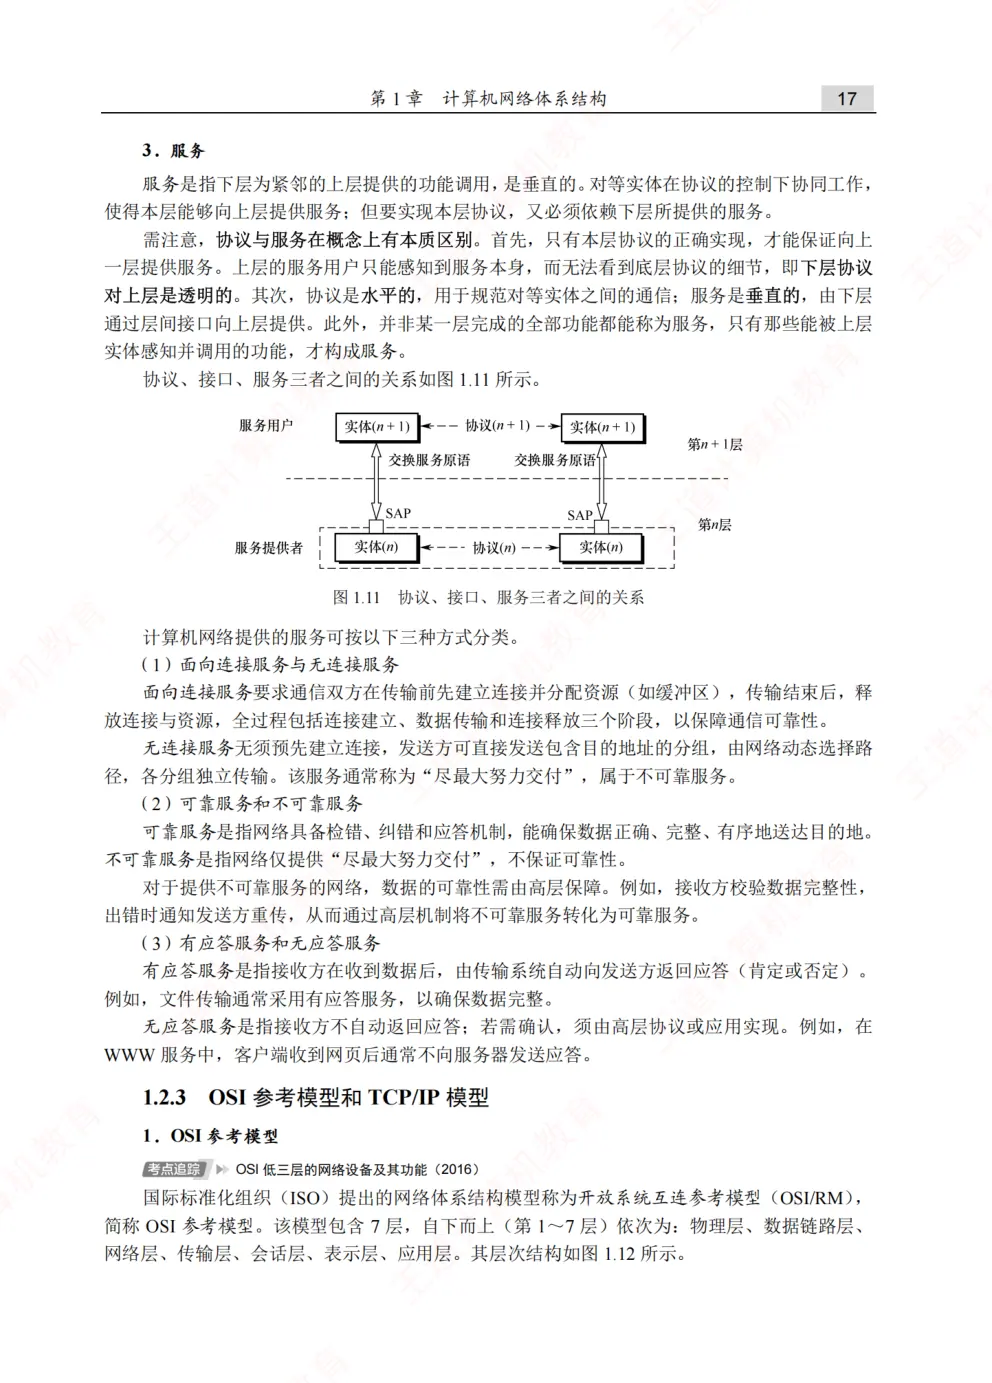 第 1 章　计算机网络体系结构　17
3．服务
服务是指下层为紧邻的上层提供的功能调用，是垂直的。对等实体在协议的控制下协同工作，
使得本层能够向上层提供服务；但要实现本层协议，又必须依赖下层所提供的服务。
需注意，协议与服务在概念上有本质区别。首先，只有本层协议的正确实现，才能保证向上
一层提供服务。上层的服务用户只能感知到服务本身，而无法看到底层协议的细节，即下层协议
对上层是透明的。其次，协议是水平的，用于规范对等实体之间的通信；服务是垂直的，由下层
通过层间接口向上层提供。此外，并非某一层完成的全部功能都能称为服务，只有那些能被上层
实体感知并调用的功能，才构成服务。
协议、接口、服务三者之间的关系如图 1.11 所示。
服务用户　实体(n + 1)　协议(n + 1)　实体(n + 1)
第n + 1层
交换服务原语　交换服务原语
SAP　SAP
第n层
服务提供者　实体(n)　协议(n)　实体(n)
图 1.11　协议、接口、服务三者之间的关系
计算机网络提供的服务可按以下三种方式分类。
（1）面向连接服务与无连接服务
面向连接服务要求通信双方在传输前先建立连接并分配资源（如缓冲区），传输结束后，释
放连接与资源，全过程包括连接建立、数据传输和连接释放三个阶段，以保障通信可靠性。
无连接服务无须预先建立连接，发送方可直接发送包含目的地址的分组，由网络动态选择路
径，各分组独立传输。该服务通常称为“尽最大努力交付”，属于不可靠服务。
（2）可靠服务和不可靠服务
可靠服务是指网络具备检错、纠错和应答机制，能确保数据正确、完整、有序地送达目的地。
不可靠服务是指网络仅提供“尽最大努力交付”，不保证可靠性。
对于提供不可靠服务的网络，数据的可靠性需由高层保障。例如，接收方校验数据完整性，
出错时通知发送方重传，从而通过高层机制将不可靠服务转化为可靠服务。
（3）有应答服务和无应答服务
有应答服务是指接收方在收到数据后，由传输系统自动向发送方返回应答（肯定或否定）。
例如，文件传输通常采用有应答服务，以确保数据完整。
无应答服务是指接收方不自动返回应答；若需确认，须由高层协议或应用实现。例如，在
WWW 服务中，客户端收到网页后通常不向服务器发送应答。
1.2.3　OSI 参考模型和 TCP/IP 模型
1．OSI 参考模型
考点追踪　OSI 低三层的网络设备及其功能（2016）
国际标准化组织（ISO）提出的网络体系结构模型称为开放系统互连参考模型（OSI/RM），
简称 OSI 参考模型。该模型包含 7 层，自下而上（第 1～7 层）依次为：物理层、数据链路层、
网络层、传输层、会话层、表示层、应用层。其层次结构如图 1.12 所示。
王道计算机教育